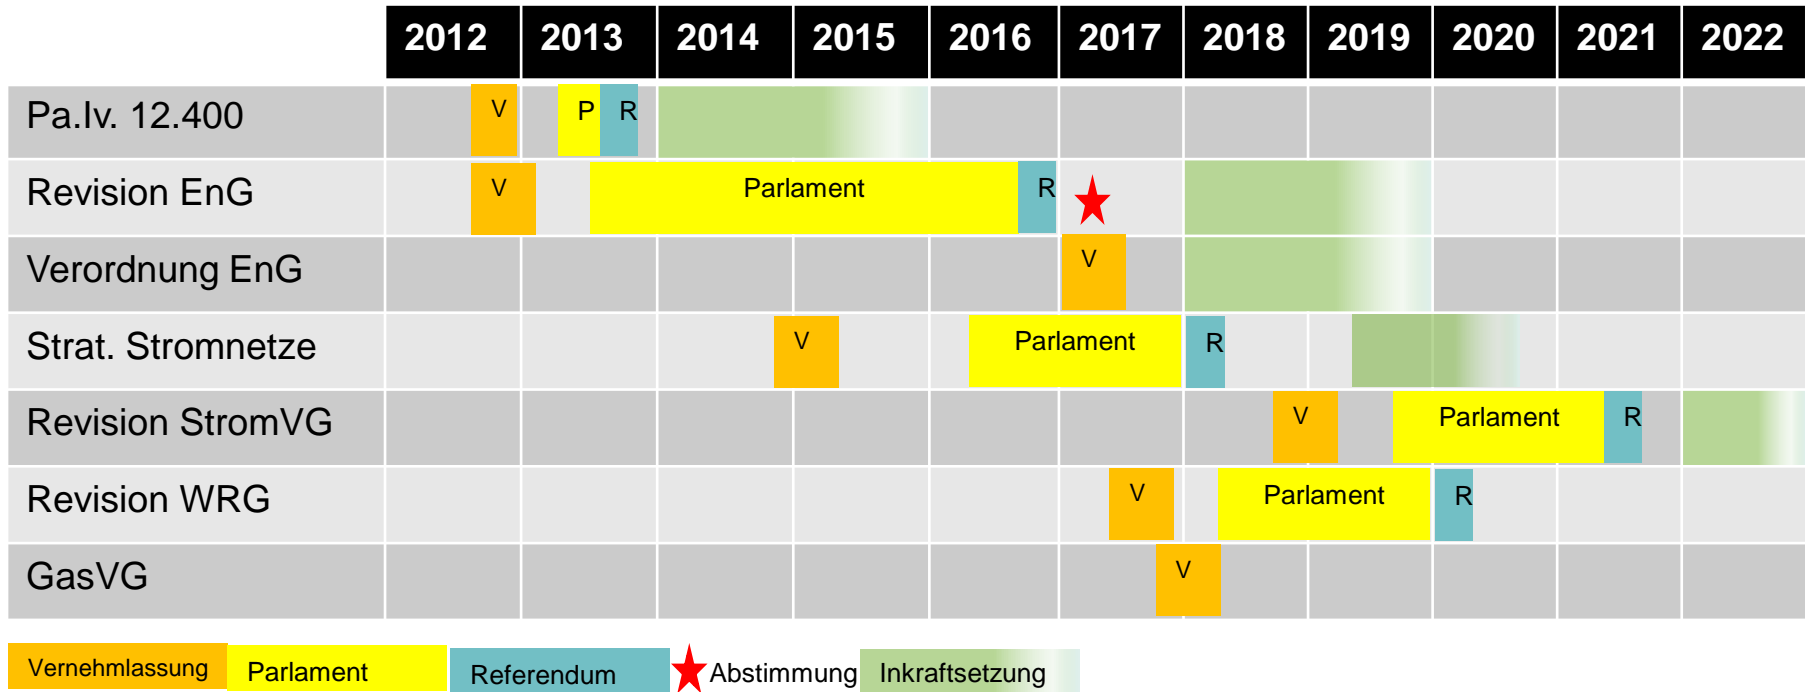 2012 2013 2014 2015 2016 2017 2018 2019 2020 2021 2022
Pa.Iv. 12.400 V P R
Revision EnG V Parlament R
Verordnung EnG V
Strat. Stromnetze V Parlament R
Revision StromVG V Parlament R
Revision WRG V Parlament R
GasVG V
Vernehmlassung Parlament Referendum Abstimmung Inkraftsetzung